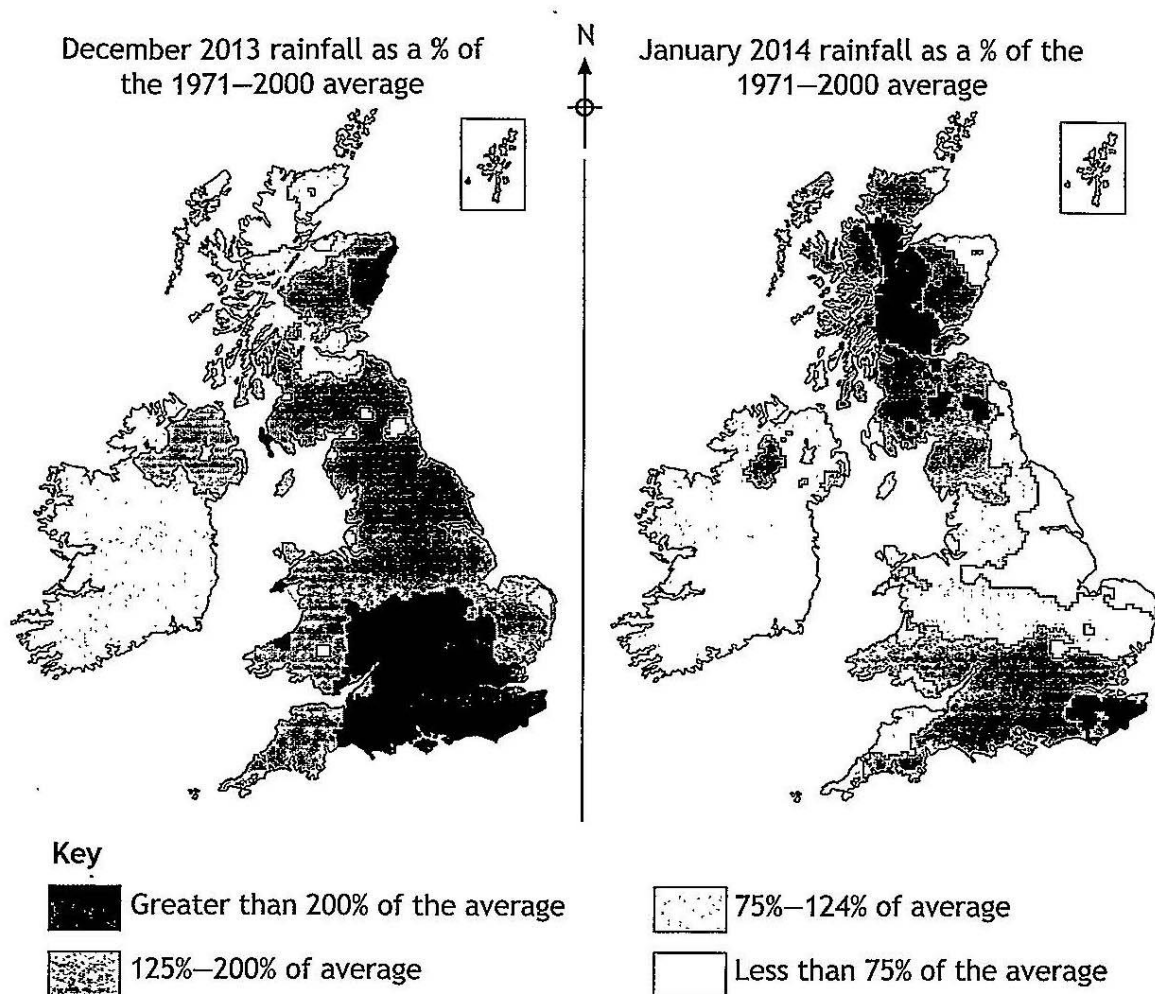 December 2013 rainfall as a % of
the 1971—2000 average
N
January 2014 rainfall as a % of the
1971—2000 average
Key
Greater than 200% of the average
125%—200% of average
75%—124% of average
Less than 75% of the average